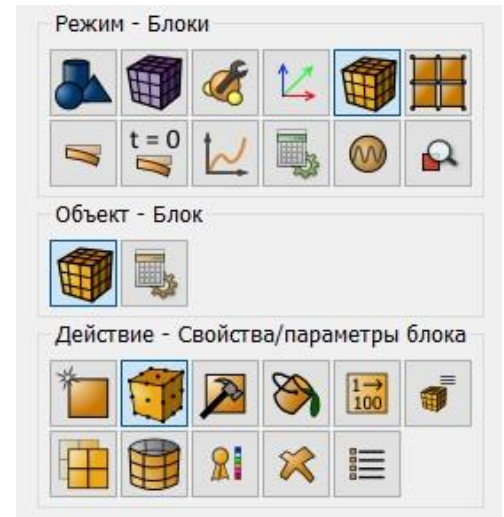 Режим - Блоки
t = 0
Объект - Блок
Действие - Свойства/параметры блока
1→
100